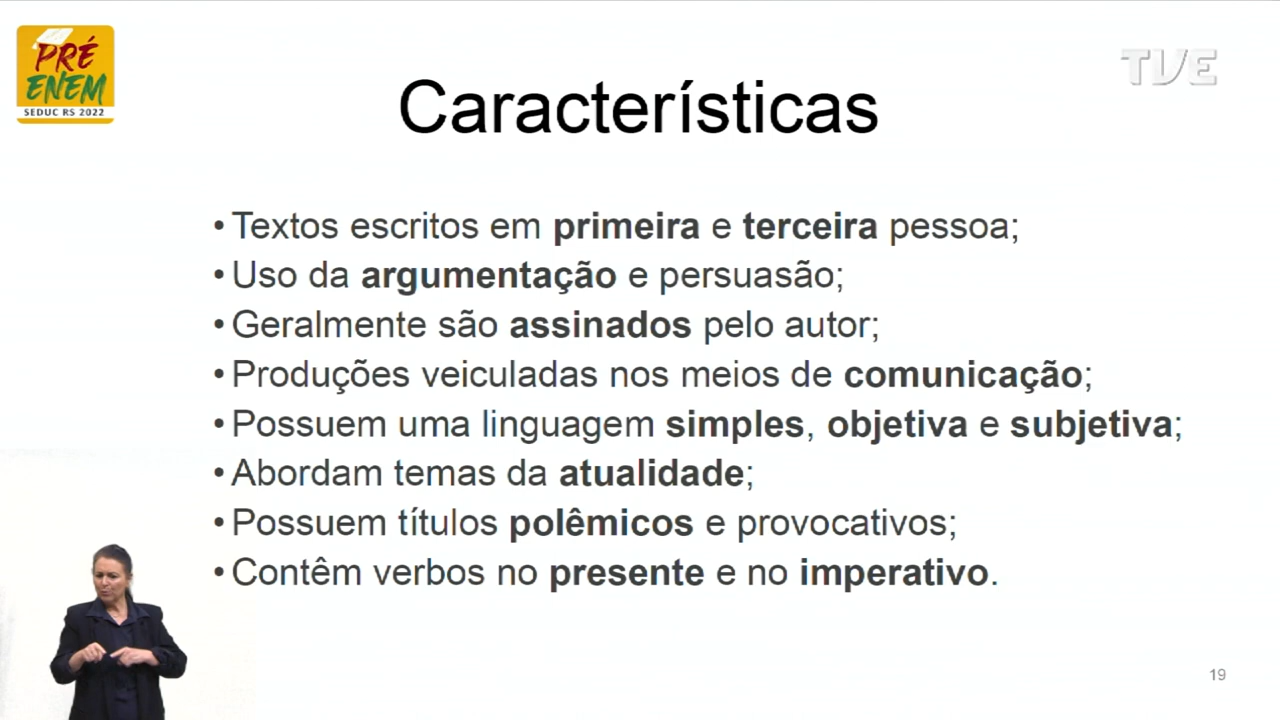 PRÉ
ENEM
SEDUC RS 2022
TVE
Características
• Textos escritos em primeira e terceira pessoa;
• Uso da argumentação e persuasão;
• Geralmente são assinados pelo autor;
• Produções veiculadas nos meios de comunicação;
• Possuem uma linguagem simples, objetiva e subjetiva;
• Abordam temas da atualidade;
• Possuem títulos polêmicos e provocativos;
• Contêm verbos no presente e no imperativo.
19